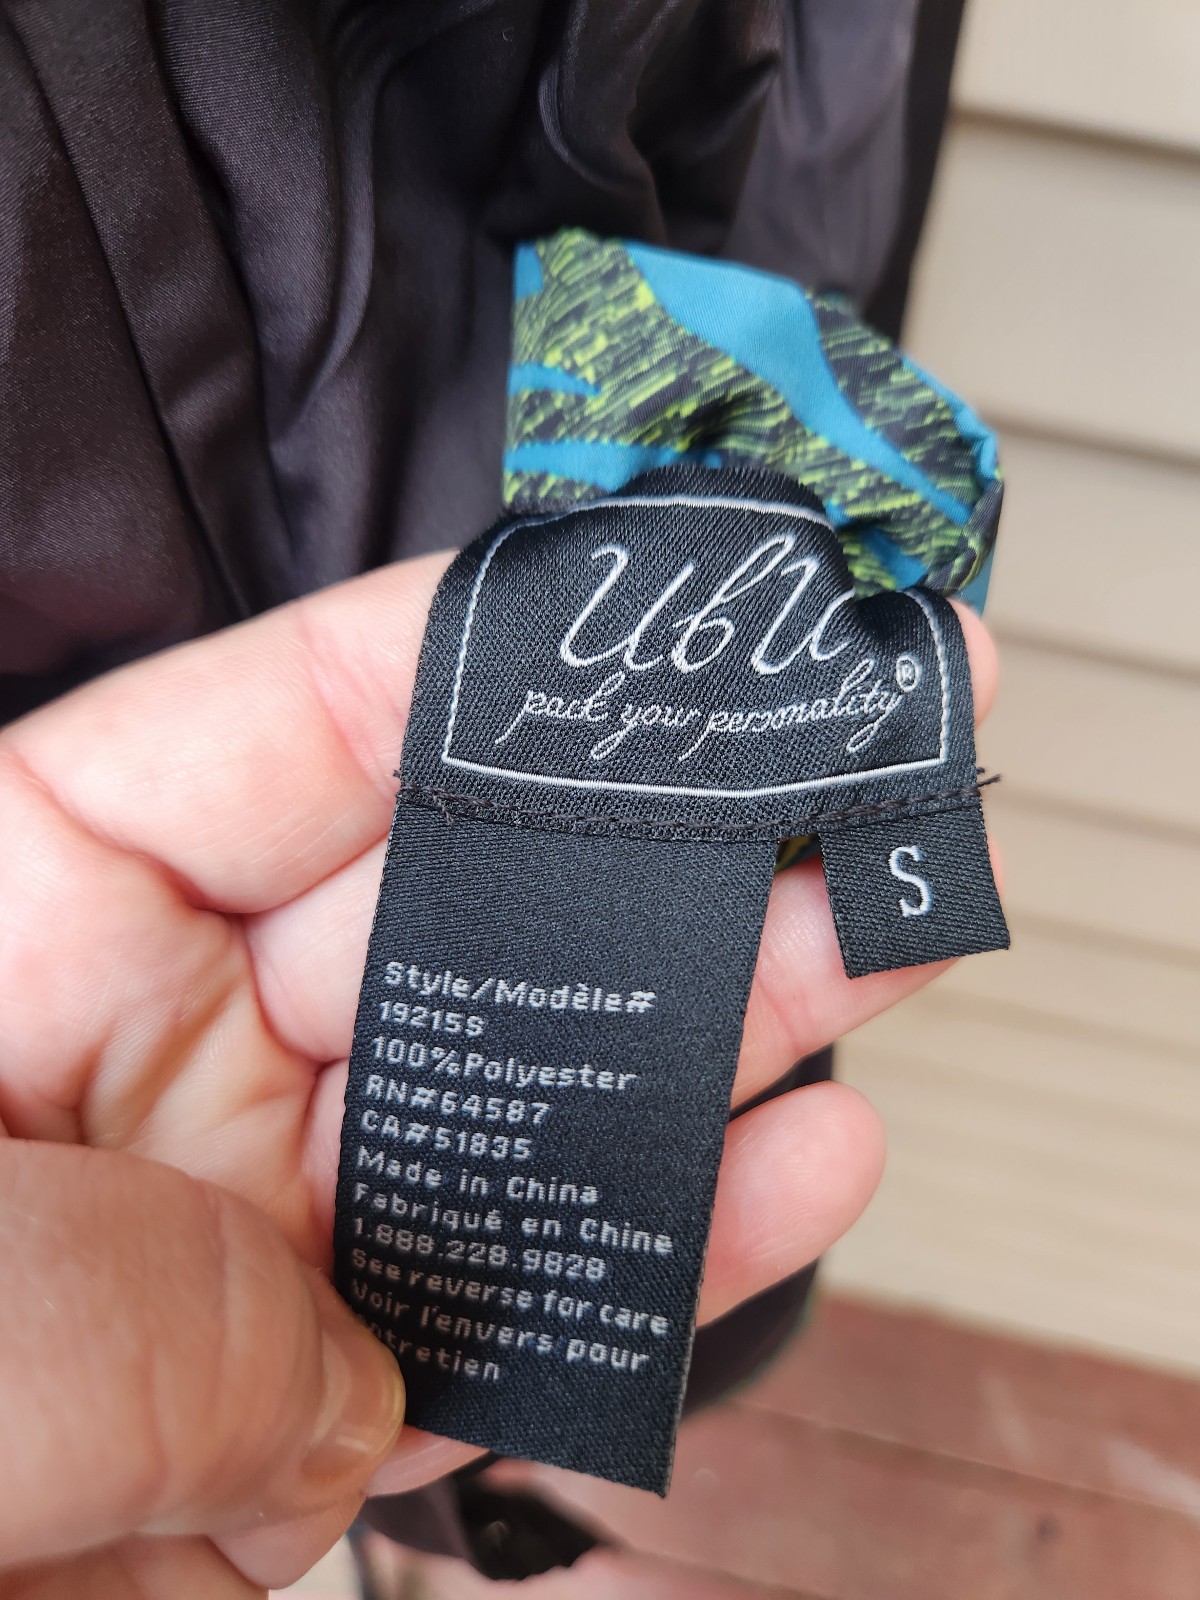 UbU
pack your personality®
S
Style/Modèle#
19215S
100%Polyester
RN#64587
CA#51835
Made in China
Fabriqué en Chine
1.888.228.9828
See reverse for care
Voir l'envers pour
entretien